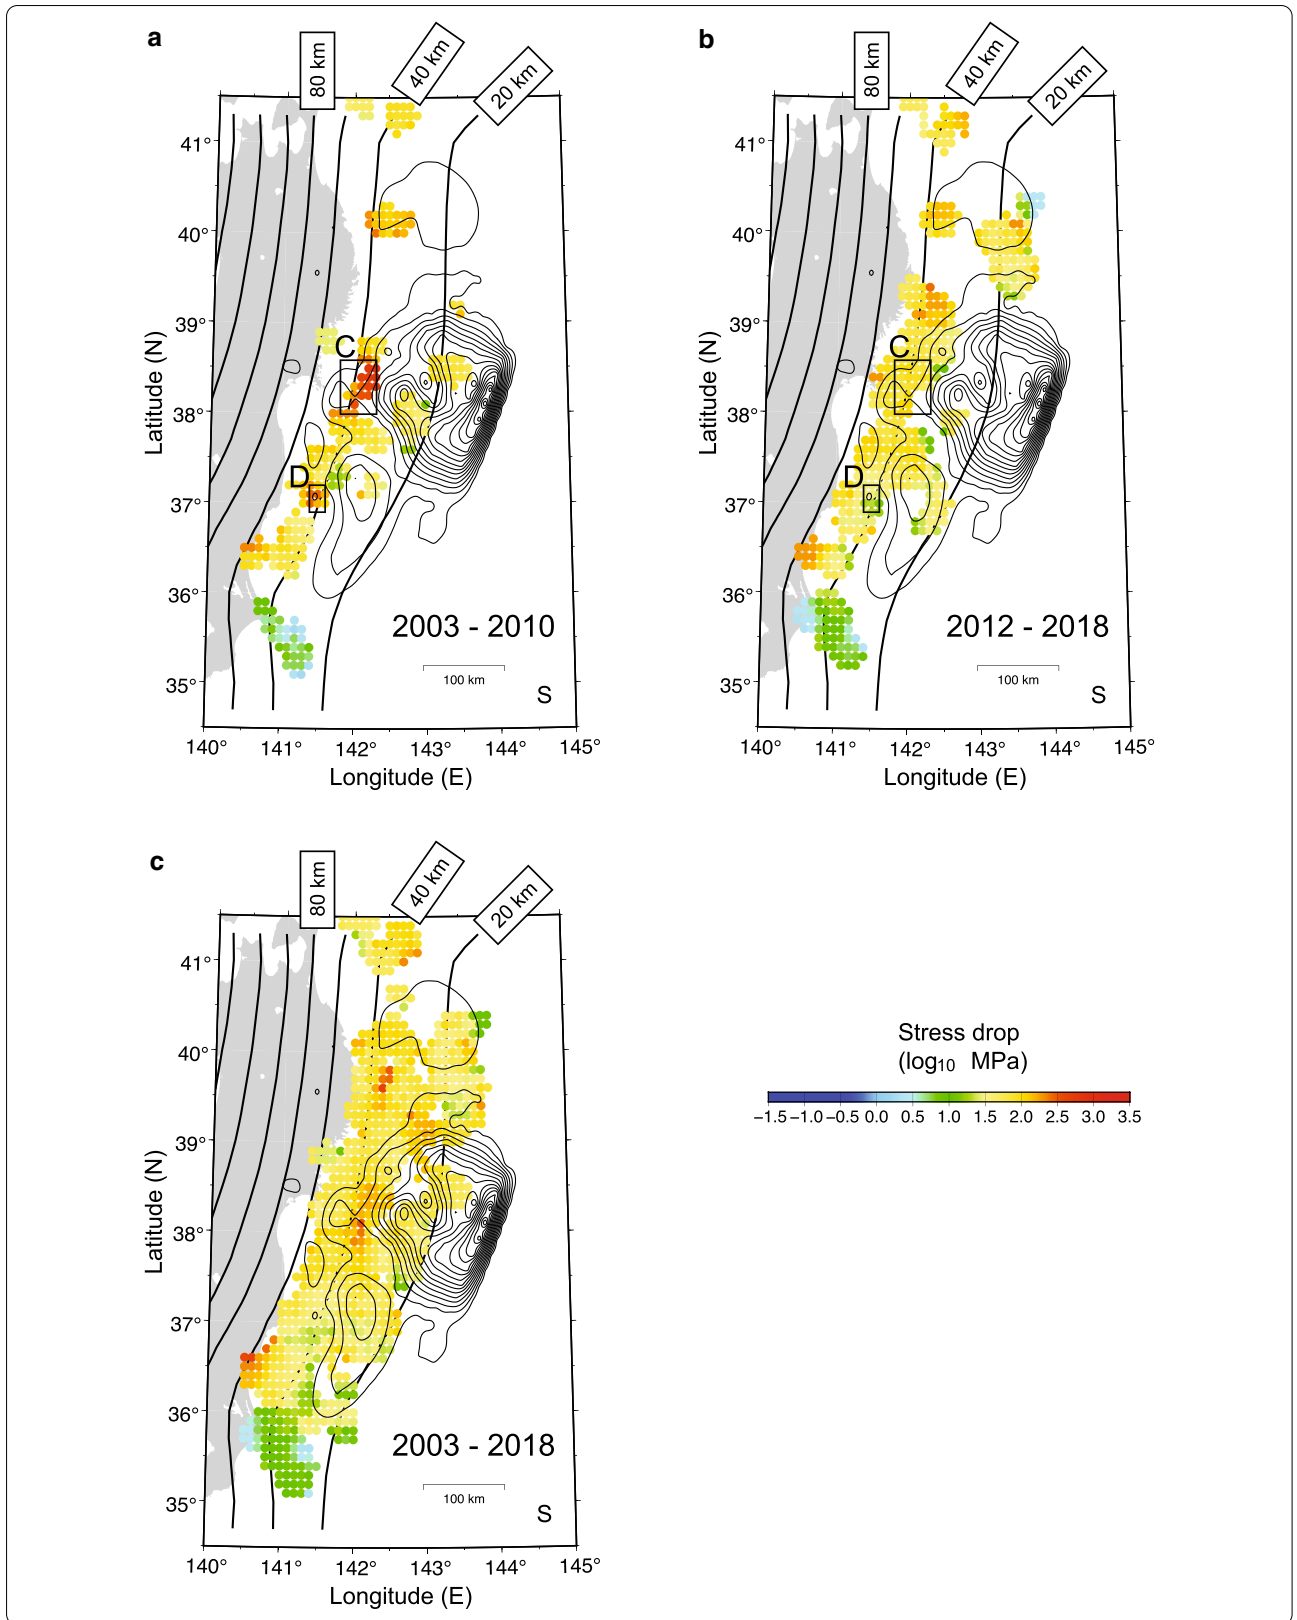 a
80 km
40 km
20 km
41°
40°
39°
38°
37°
36°
35°
Latitude (N)
C
D
2003 - 2010
100 km
S
140°
141°
142°
143°
144°
145°
Longitude (E)
b
80 km
40 km
20 km
41°
40°
39°
38°
37°
36°
35°
Latitude (N)
C
D
2012 - 2018
100 km
S
140°
141°
142°
143°
144°
145°
Longitude (E)
c
80 km
40 km
20 km
41°
40°
39°
38°
37°
36°
35°
Latitude (N)
2003 - 2018
100 km
S
140°
141°
142°
143°
144°
145°
Longitude (E)
Stress drop
(log₁₀ MPa)
−1.5 −1.0 −0.5 0.0 0.5 1.0 1.5 2.0 2.5 3.0 3.5